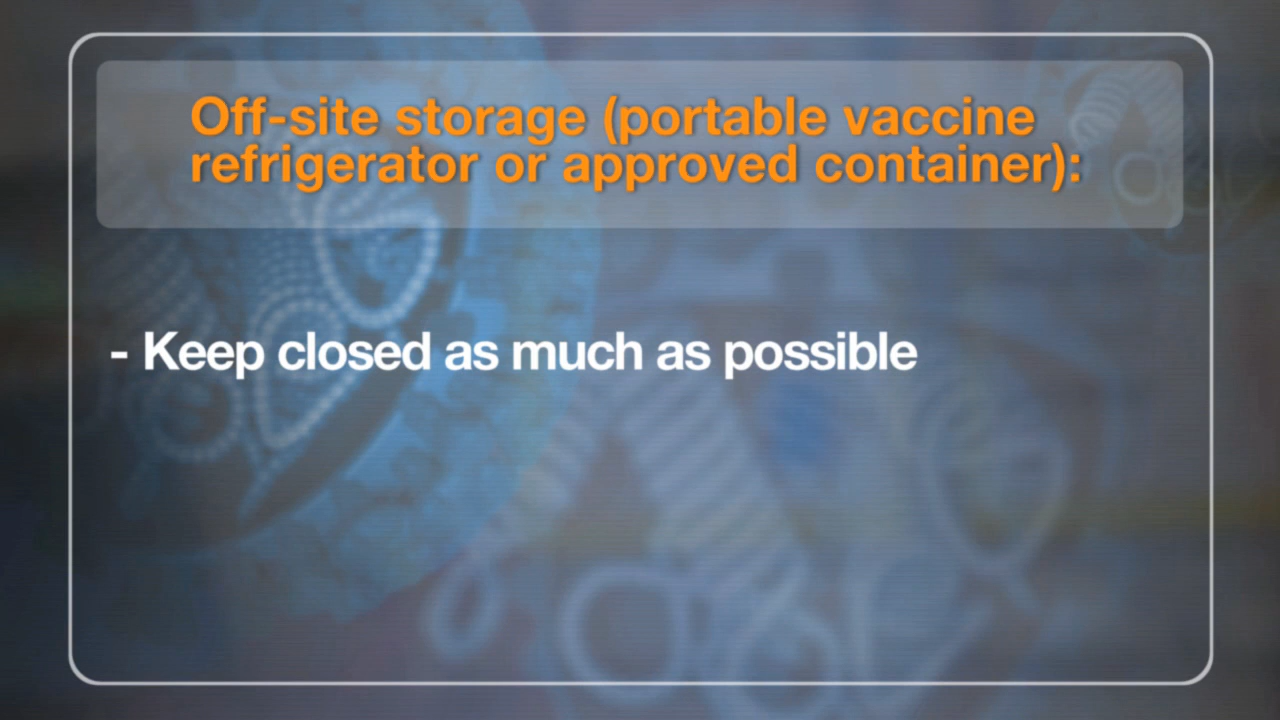 Off-site storage (portable vaccine
refrigerator or approved container):
- Keep closed as much as possible